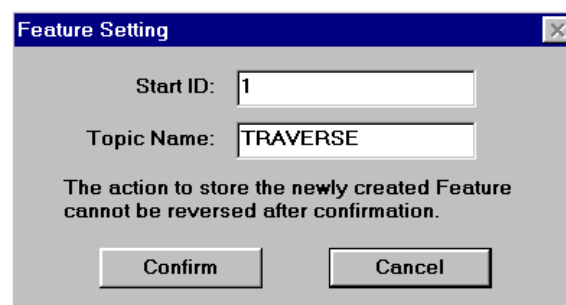 Feature Setting
Start ID: 1
Topic Name: TRAVERSE
The action to store the newly created Feature
cannot be reversed after confirmation.
Confirm Cancel